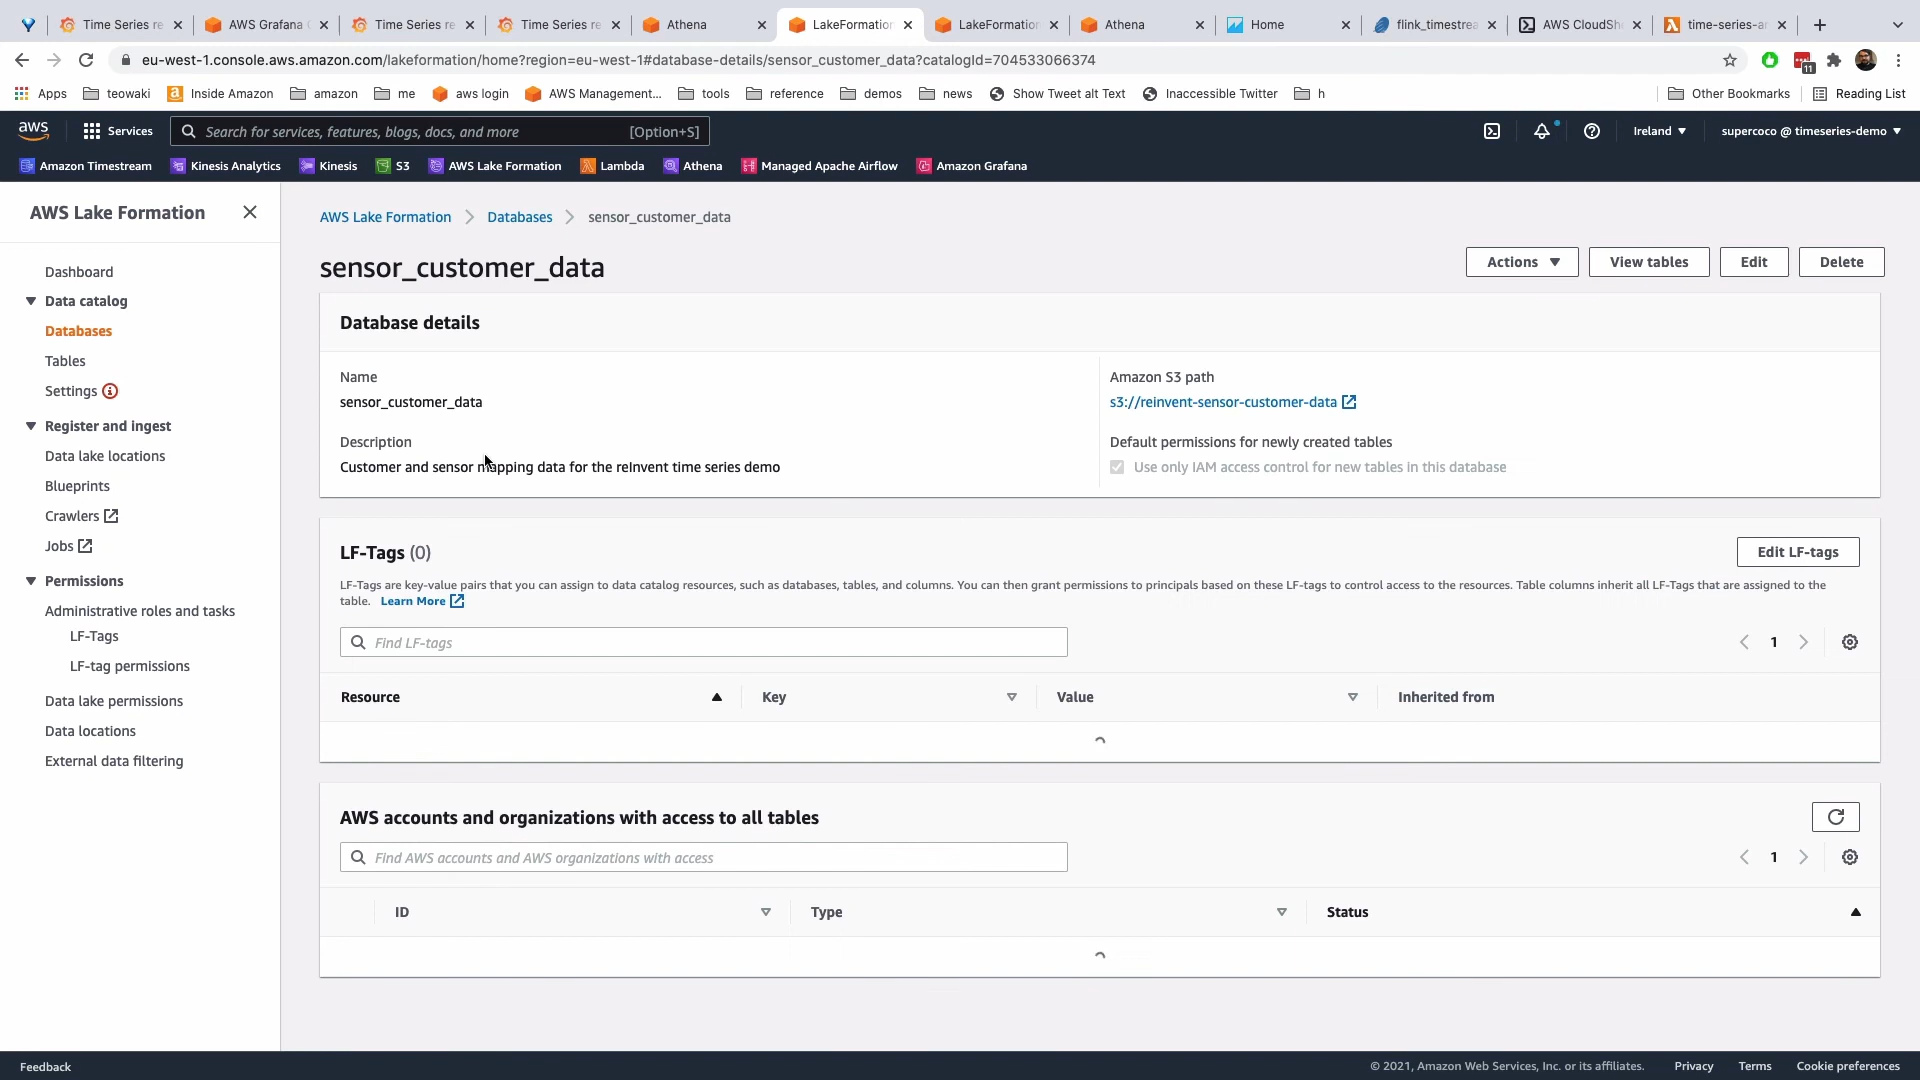 Time Series re
AWS Grafana
Time Series re
Time Series re
Athena
LakeFormation
LakeFormation
Athena
Home
flink_timestrea
AWS CloudSh
time-series-a
eu-west-1.console.aws.amazon.com/lakeformation/home?region=eu-west-1#database-details/sensor_customer_data?catalogId=704533066374
11
Apps
teowaki
Inside Amazon
amazon
me
aws login
AWS Management...
tools
reference
demos
news
Show Tweet alt Text
Inaccessible Twitter
h
Other Bookmarks
Reading List
aws
Services
Search for services, features, blogs, docs, and more
[Option+S]
Ireland
supercoco @ timeseries-demo
Amazon Timestream
Kinesis Analytics
Kinesis
S3
AWS Lake Formation
Lambda
Athena
Managed Apache Airflow
Amazon Grafana
AWS Lake Formation
Dashboard
Data catalog
Databases
Tables
Settings
Register and ingest
Data lake locations
Blueprints
Crawlers
Jobs
Permissions
Administrative roles and tasks
LF-Tags
LF-tag permissions
Data lake permissions
Data locations
External data filtering
AWS Lake Formation
Databases
sensor_customer_data
sensor_customer_data
Actions
View tables
Edit
Delete
Database details
Name
sensor_customer_data
Description
Customer and sensor mapping data for the reInvent time series demo
Amazon S3 path
s3://reinvent-sensor-customer-data
Default permissions for newly created tables
Use only IAM access control for new tables in this database
LF-Tags (0)
Edit LF-tags
LF-Tags are key-value pairs that you can assign to data catalog resources, such as databases, tables, and columns. You can then grant permissions to principals based on these LF-tags to control access to the resources. Table columns inherit all LF-Tags that are assigned to the
table. Learn More
Find LF-tags
1
Resource
Key
Value
Inherited from
AWS accounts and organizations with access to all tables
Find AWS accounts and AWS organizations with access
1
ID
Type
Status
Feedback
© 2021, Amazon Web Services, Inc. or its affiliates.
Privacy
Terms
Cookie preferences